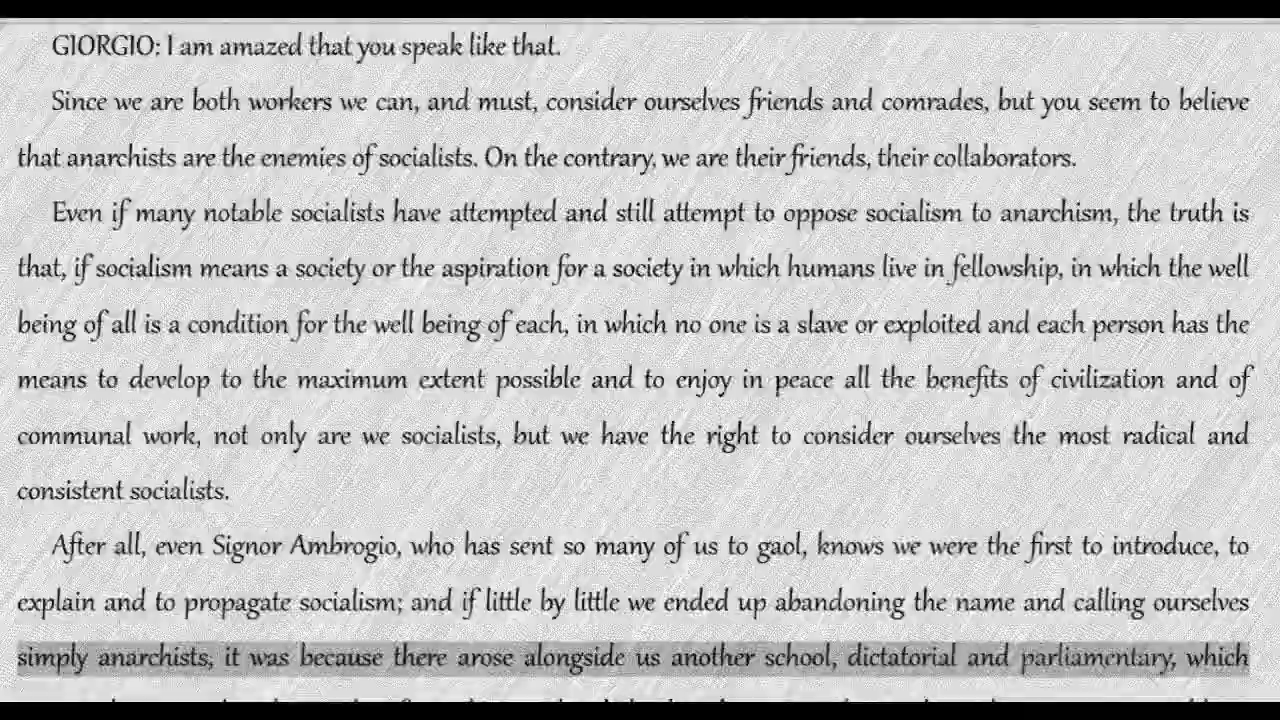 GIORGIO: I am amazed that you speak like that.
Since we are both workers we can, and must, consider ourselves friends and comrades, but you seem to believe
that anarchists are the enemies of socialists. On the contrary, we are their friends, their collaborators.
Even if many notable socialists have attempted and still attempt to oppose socialism to anarchism, the truth is
that, if socialism means a society or the aspiration for a society in which humans live in fellowship, in which the well
being of all is a condition for the well being of each, in which no one is a slave or exploited and each person has the
means to develop to the maximum extent possible and to enjoy in peace all the benefits of civilization and of
communal work, not only are we socialists, but we have the right to consider ourselves the most radical and
consistent socialists.
After all, even Signor Ambrogio, who has sent so many of us to gaol, knows we were the first to introduce, to
explain and to propagate socialism; and if little by little we ended up abandoning the name and calling ourselves
simply anarchists, it was because there arose alongside us another school, dictatorial and parliamentary, which